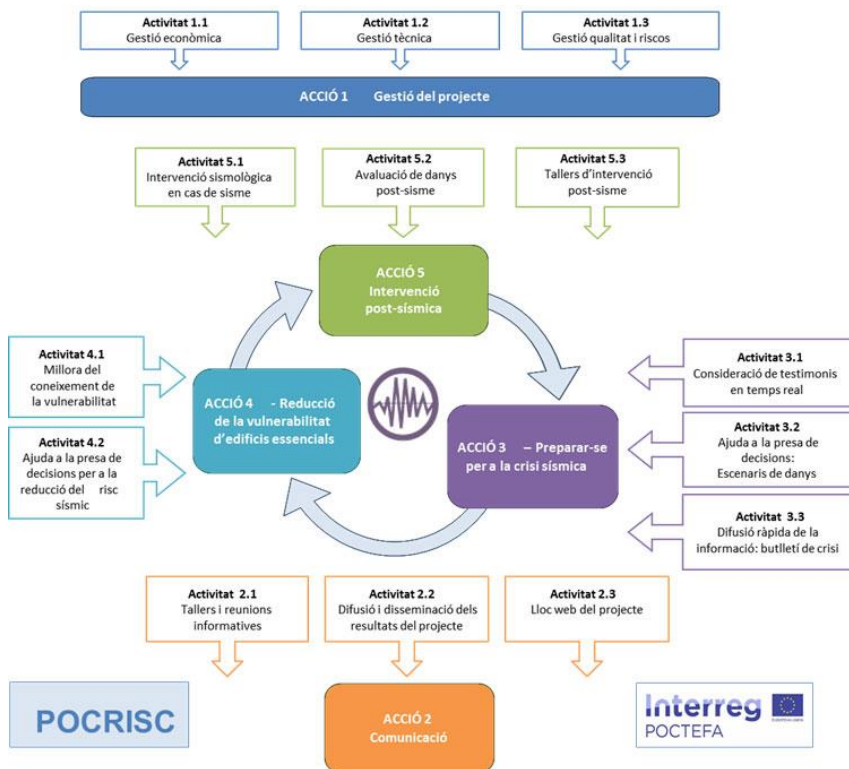 Activitat 1.1
Gestió econòmica
Activitat 1.2
Gestió tècnica
Activitat 1.3
Gestió qualitat i riscos
ACCIÓ 1 Gestió del projecte
Activitat 5.1
Intervenció sismològica
en cas de sisme
Activitat 5.2
Avaluació de danys
post-sisme
Activitat 5.3
Tallers d'intervenció
post-sisme
ACCIÓ 5
Intervenció
post-sísmica
Activitat 4.1
Millora del
coneixement de
la vulnerabilitat
Activitat 4.2
Ajuda a la presa de
decisions per a la
reducció del risc
sísmic
ACCIÓ 4 - Reducció
de la vulnerabilitat
d'edificis essencials
ACCIÓ 3 – Preparar-se
per a la crisi sísmica
Activitat 3.1
Consideració de testimonis
en temps real
Activitat 3.2
Ajuda a la presa de
decisions:
Escenaris de danys
Activitat 3.3
Difusió ràpida de la
informació: butlletí de crisi
Activitat 2.1
Tallers i reunions
informatives
Activitat 2.2
Difusió i disseminació dels
resultats del projecte
Activitat 2.3
Lloc web del projecte
ACCIÓ 2
Comunicació
POCRISC
Interreg
POCTEFA